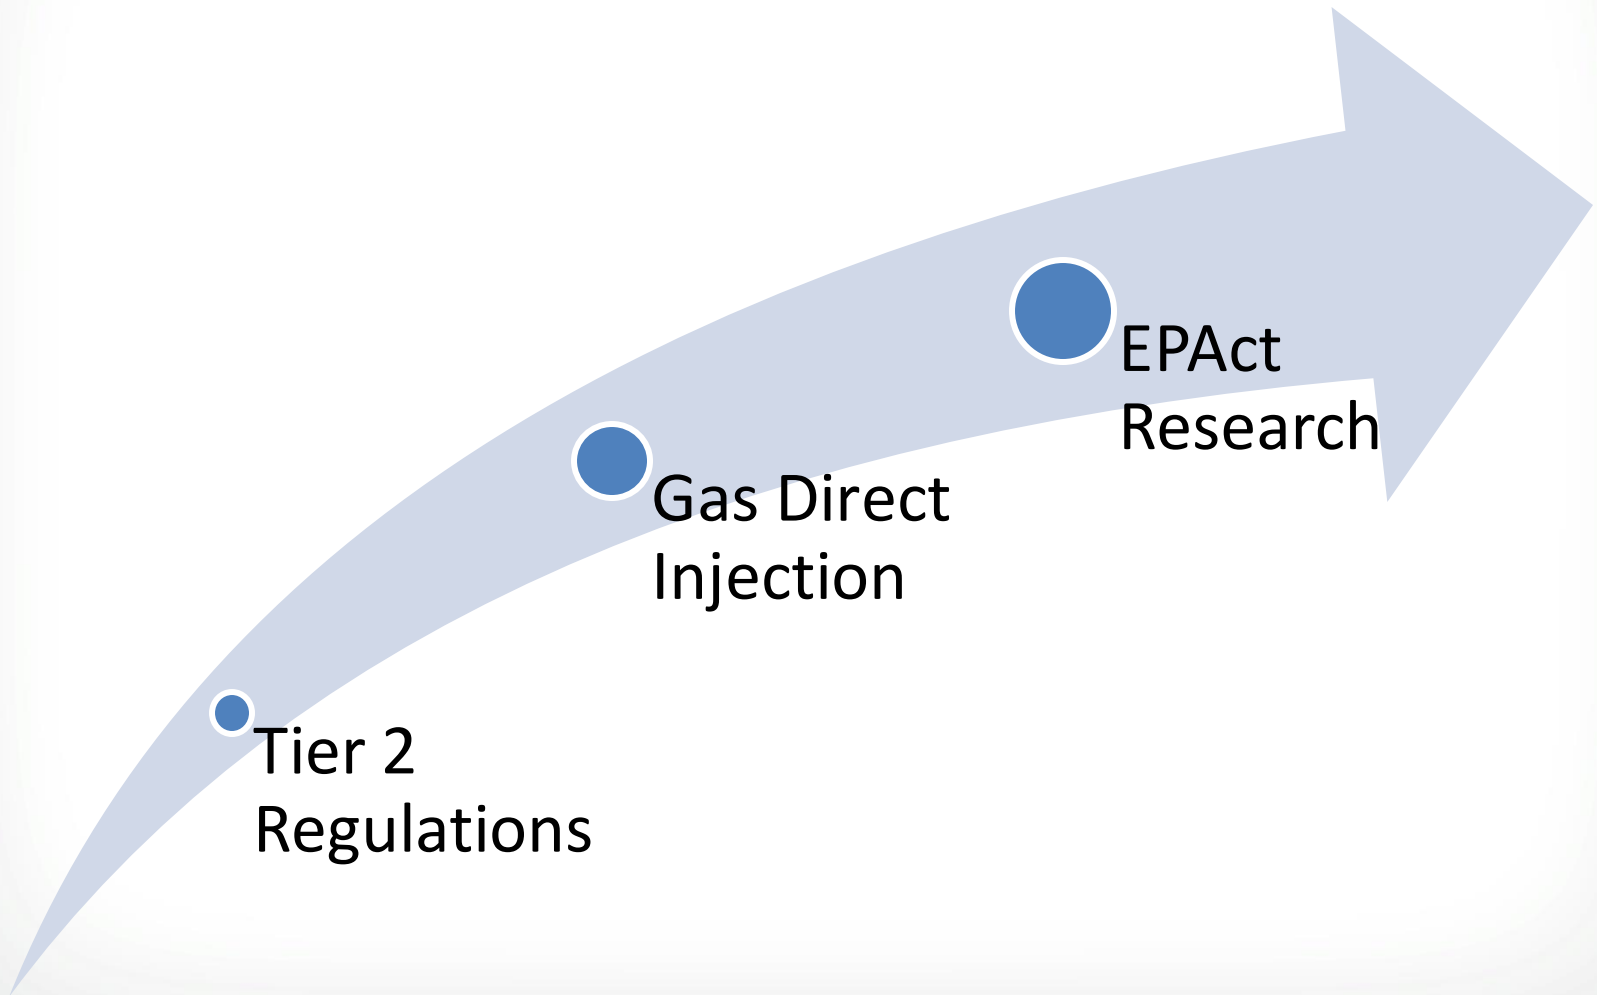 EPAct
Research
Gas Direct
Injection
Tier 2
Regulations